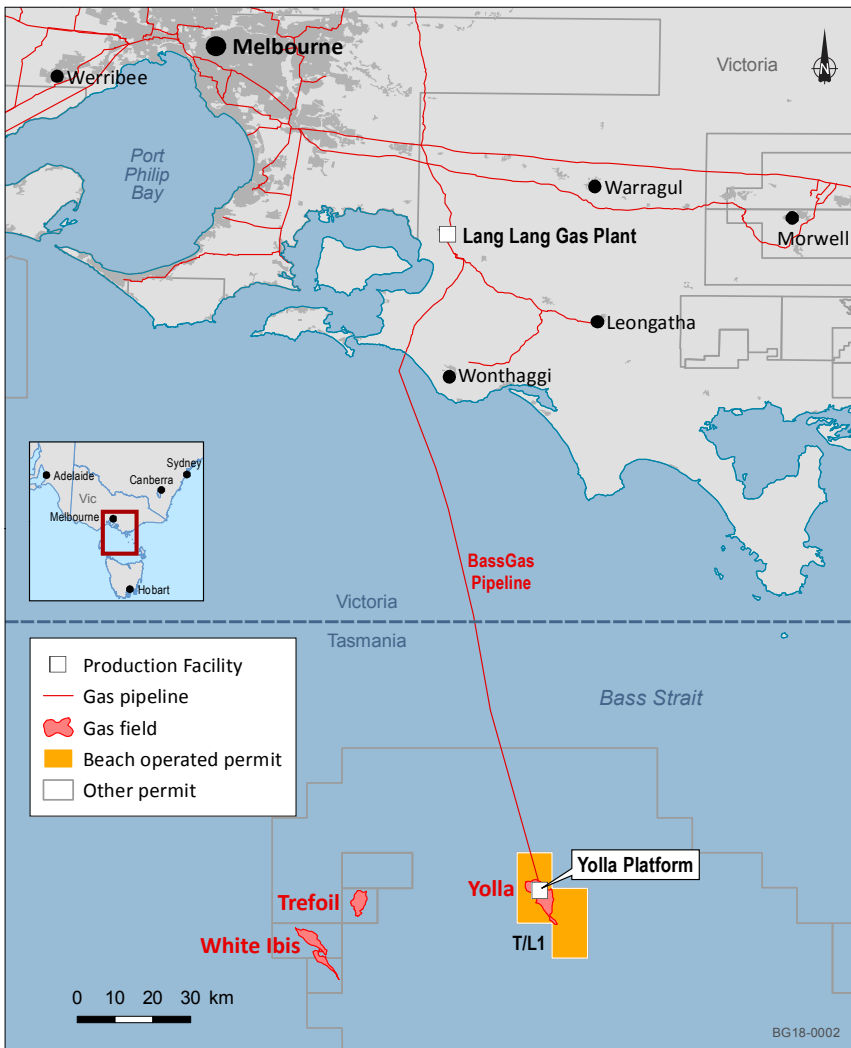 Melbourne
Werribee
Victoria
Port
Philip
Bay
N
Warragul
Lang Lang Gas Plant
Morwell
Leongatha
Wonthaggi
Sydney
Adelaide
Canberra
Vic
Melbourne
Hobart
BassGas
Pipeline
Victoria
Tasmania
Production Facility
Gas pipeline
Gas field
Beach operated permit
Other permit
Bass Strait
Yolla Platform
Yolla
Trefoil
White Ibis
T/L1
0 10 20 30 km
BG18-0002